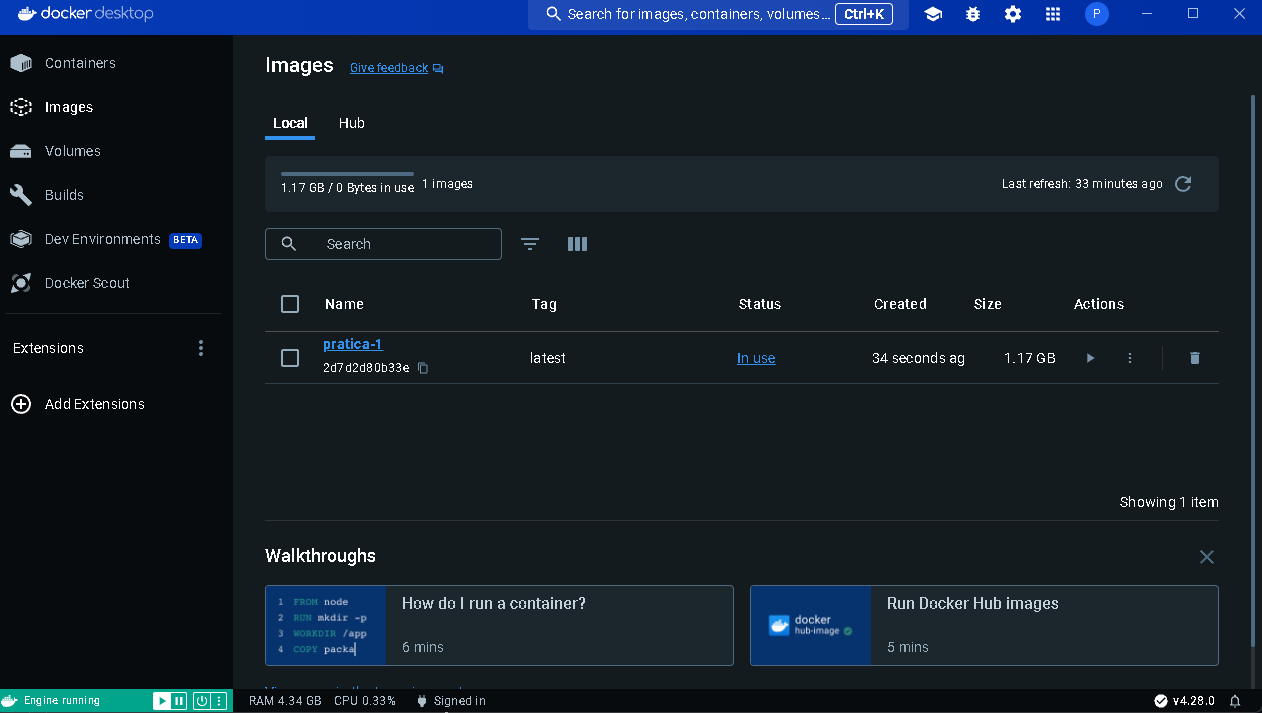 docker desktop
Search for images, containers, volumes... Ctrl+K
P
Containers
Images
Volumes
Builds
Dev Environments BETA
Docker Scout
Extensions
Add Extensions
Images Give feedback
Local Hub
1.17 GB / 0 Bytes in use 1 images Last refresh: 33 minutes ago
Search
Name Tag Status Created Size Actions
pratica-1
2d7d2d80b33e latest In use 34 seconds ag 1.17 GB
Showing 1 item
Walkthroughs
1 FROM node
2 RUN mkdir -p
3 WORKDIR /app
4 COPY packa
How do I run a container?
6 mins
docker
hub-image
Run Docker Hub images
5 mins
Engine running RAM 4.34 GB CPU 0.33% Signed in v4.28.0